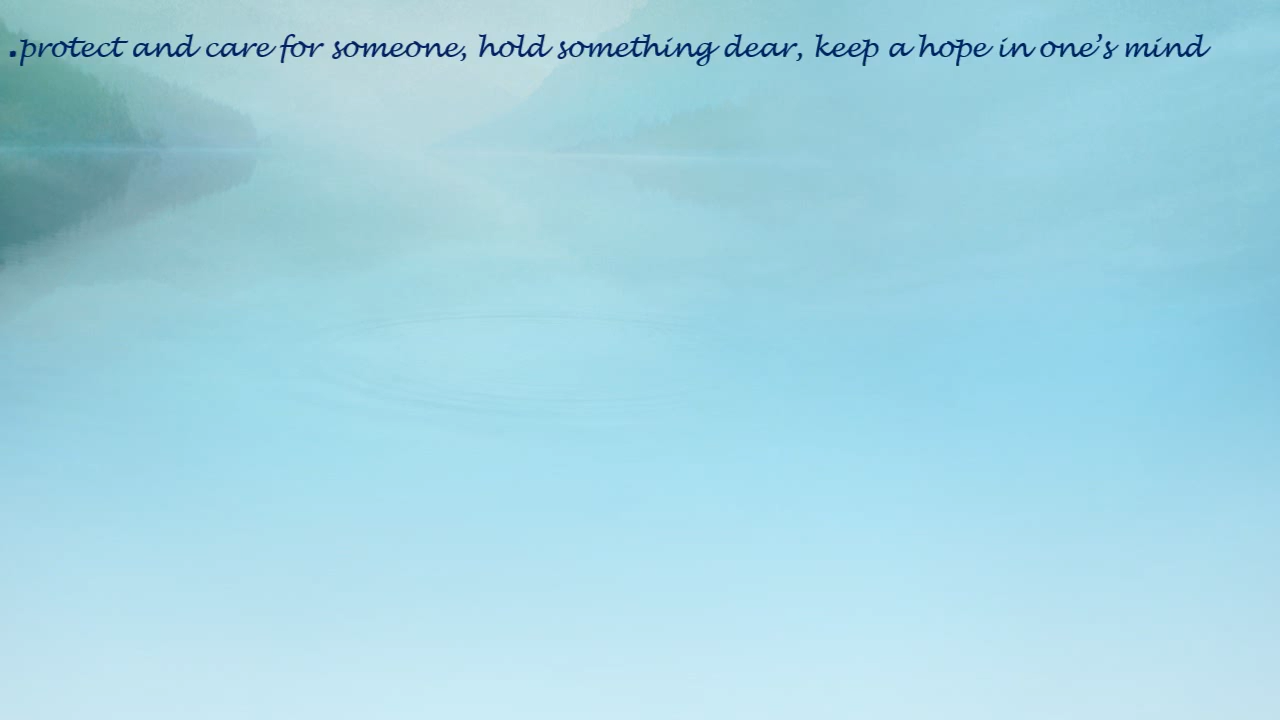 .protect and care for someone, hold something dear, keep a hope in one’s mind